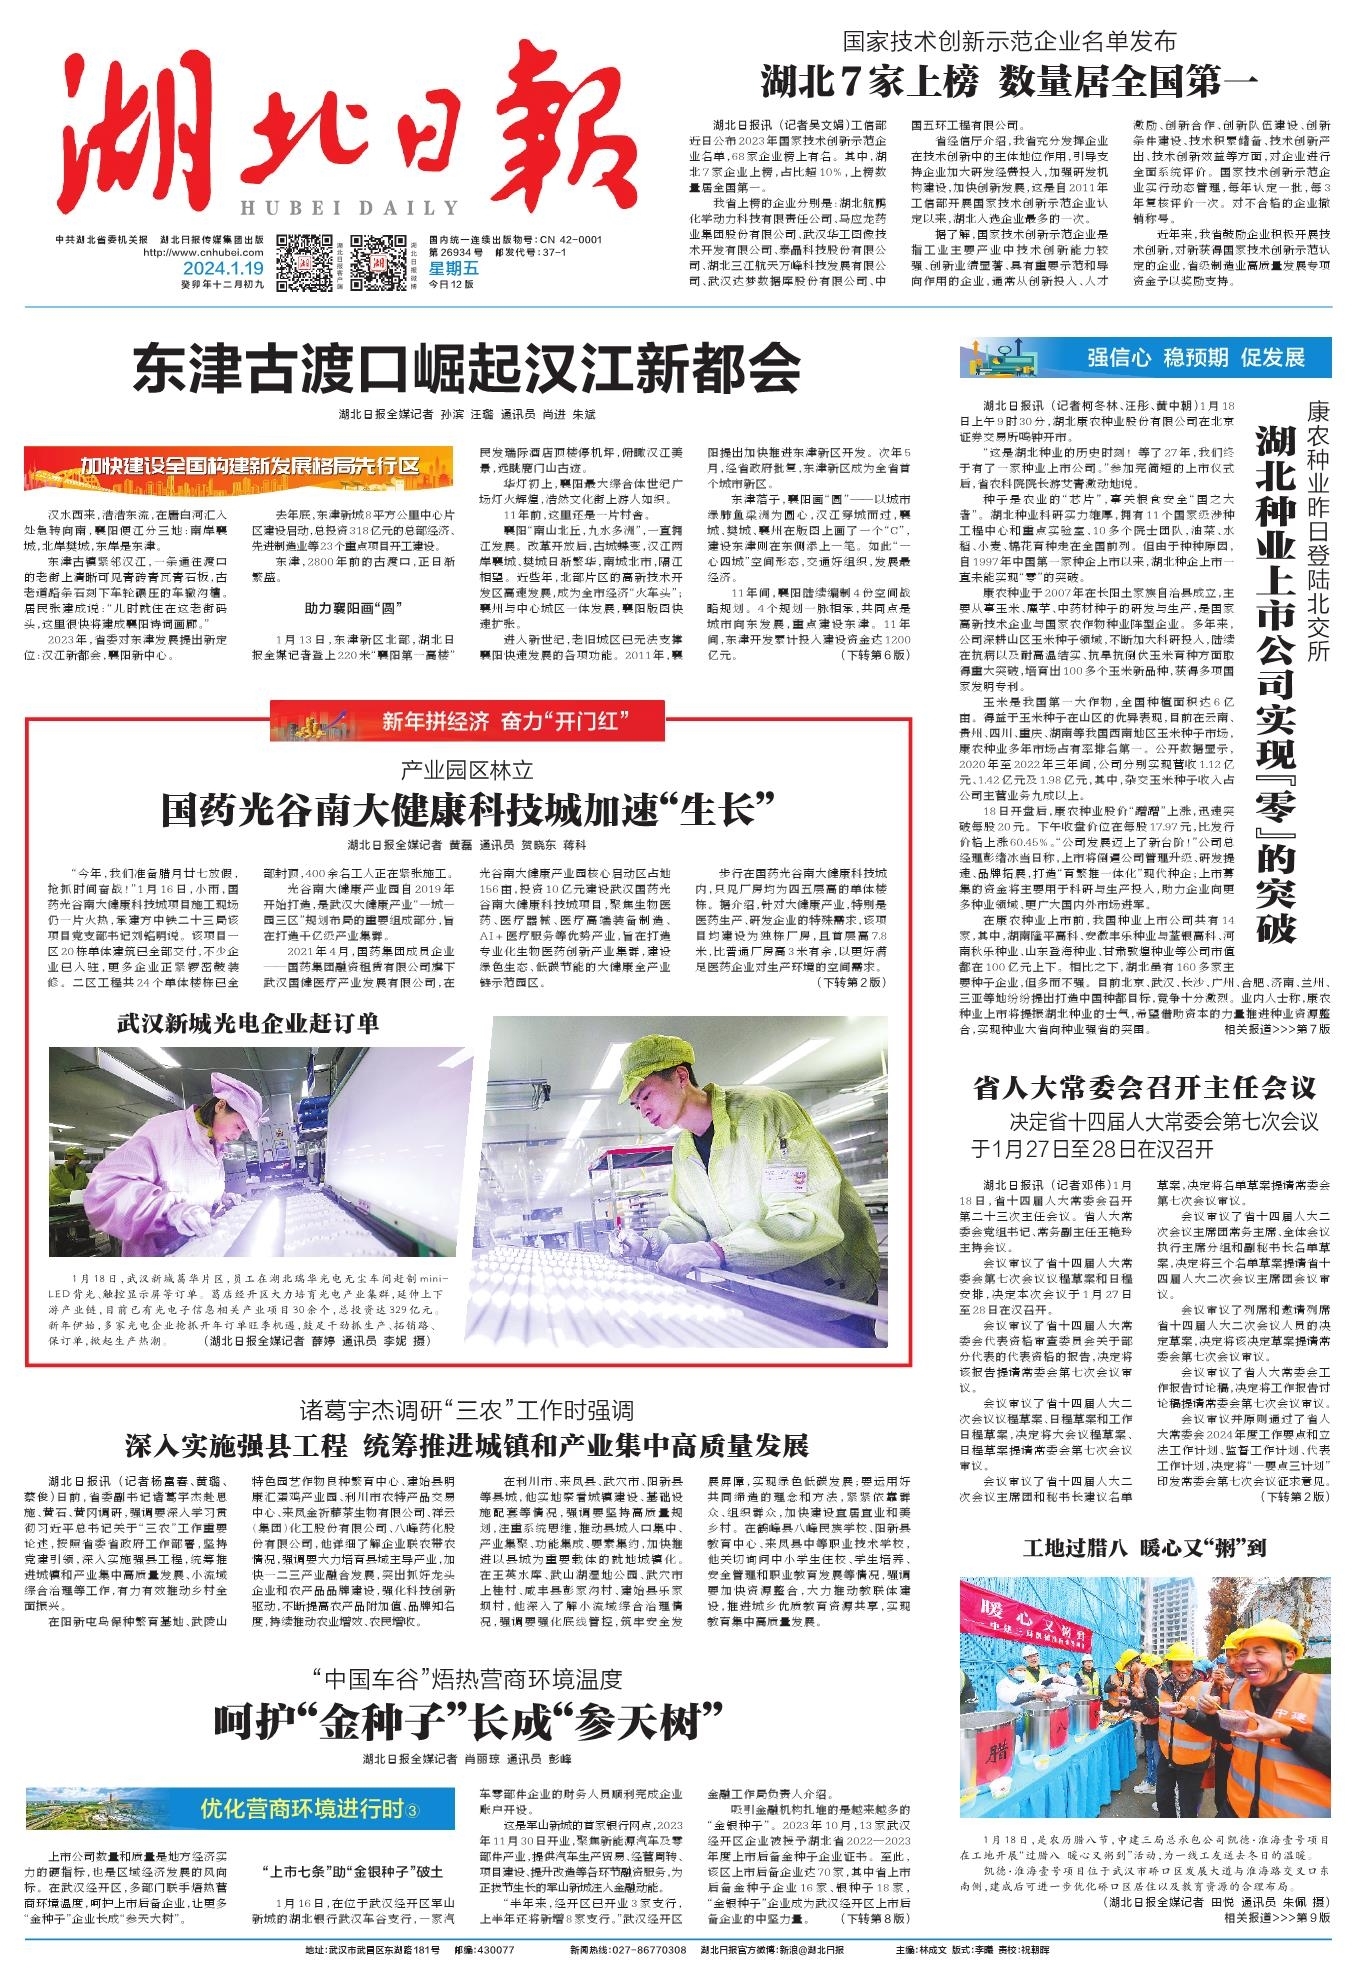 湖北日報
HUBEI DAILY
中共湖北省委机关报 湖北日报传媒集团出版
http://www.cnhubei.com
2024.1.19
癸卯年十二月初九
湖北日报客户端
湖北日报微博
国内统一连续出版物号:CN 42-0001
第26934号 邮发代号:37-1
星期五
今日12版
国家技术创新示范企业名单发布
湖北7家上榜 数量居全国第一
湖北日报讯(记者吴文娟)工信部
近日公布2023年国家技术创新示范企
业名单,68家企业榜上有名。其中,湖
北7家企业上榜,占比超10%,上榜数
量居全国第一。
我省上榜的企业分别是:湖北航鹏
化学动力科技有限责任公司、马应龙药
业集团股份有限公司、武汉华工图像技
术开发有限公司、泰晶科技股份有限公
司、湖北三江航天万峰科技发展有限公
司、武汉达梦数据库股份有限公司、中
国五环工程有限公司。
省经信厅介绍,我省充分发挥企业
在技术创新中的主体地位作用,引导支
持企业加大研发经费投入,加强研发机
构建设,加快创新发展,这是自2011年
工信部开展国家技术创新示范企业认
定以来,湖北入选企业最多的一次。
据了解,国家技术创新示范企业是
指工业主要产业中技术创新能力较
强、创新业绩显著、具有重要示范和导
向作用的企业,通常从创新投入、人才
激励、创新合作、创新队伍建设、创新
条件建设、技术积累储备、技术创新产
出、技术创新效益等方面,对企业进行
全面系统评价。国家技术创新示范企
业实行动态管理,每年认定一批,每3
年复核评价一次。对不合格的企业撤
销称号。
近年来,我省鼓励企业积极开展技
术创新,对新获得国家技术创新示范认
定的企业,省级制造业高质量发展专项
资金予以奖励支持。
东津古渡口崛起汉江新都会
湖北日报全媒记者 孙滨 汪璐 通讯员 尚进 朱斌
加快建设全国构建新发展格局先行区
汉水西来,浩浩东流,在唐白河汇入
处急转向南,襄阳便江分三地:南岸襄
城,北岸樊城,东岸是东津。
东津古镇紧邻汉江,一条通往渡口
的老街上清晰可见青砖青瓦青石板,古
老道路条石刻下车轮碾压的车辙沟槽。
居民张建成说:“儿时就住在这老街码
头,这里很快将建成襄阳诗词画廊。”
2023年,省委对东津发展提出新定
位:汉江新都会,襄阳新中心。
去年底,东津新城8平方公里中心片
区建设启动,总投资318亿元的总部经济、
先进制造业等23个重点项目开工建设。
东津,2800年前的古渡口,正日渐
繁盛。
助力襄阳画“圆”
1月13日,东津新区北部,湖北日
报全媒记者登上220米“襄阳第一高楼”
民发瑞际酒店顶楼停机坪,俯瞰汉江美
景,远眺鹿门山古迹。
华灯初上,襄阳最大综合体世纪广
场灯火辉煌,浩然文化街上游人如织。
11年前,这里还是一片村舍。
襄阳“南山北丘,九水多洲”,一直拥
江发展。改革开放后,古城蝶变,汉江两
岸襄城、樊城日渐繁华,南城北市,隔江
相望。近些年,北部片区的高新技术开
发区高速发展,成为全市经济“火车头”;
襄州与中心城区一体发展,襄阳版图快
速扩张。
进入新世纪,老旧城区已无法支撑
襄阳快速发展的各项功能。2011年,襄
阳提出加快推进东津新区开发。次年5
月,经省政府批复,东津新区成为全省首
个城市新区。
东津落子,襄阳画“圆”——以城市
绿肺鱼梁洲为圆心,汉江穿城而过,襄
城、樊城、襄州在版图上画了一个“C”,
建设东津则在东侧添上一笔。如此“一
心四城”空间形态,交通好组织,发展最
经济。
11年间,襄阳陆续编制4份空间战
略规划。4个规划一脉相承,共同点是
城市向东发展,重点建设东津。11年
间,东津开发累计投入建设资金达1200
亿元。 (下转第6版)
新年拼经济 奋力“开门红”
产业园区林立
国药光谷南大健康科技城加速“生长”
湖北日报全媒记者 黄磊 通讯员 贺晓东 蒋科
“今年,我们准备腊月廿七放假,
抢抓时间奋战!”1月16日,小雨,国
药光谷南大健康科技城项目施工现场
仍一片火热,承建方中铁二十三局该
项目党支部书记刘铭明说。该项目一
区20栋单体建筑已全部交付,不少企
业已入驻,更多企业正紧锣密鼓装
修。二区工程共24个单体楼栋已全
部封顶,400余名工人正在紧张施工。
光谷南大健康产业园自2019年
开始打造,是武汉大健康产业“一城一
园三区”规划布局的重要组成部分,旨
在打造千亿级产业集群。
2021年4月,国药集团成员企业
——国药集团融资租赁有限公司旗下
武汉国健医疗产业发展有限公司,在
光谷南大健康产业园核心启动区占地
156亩,投资10亿元建设武汉国药光
谷南大健康科技城项目,聚焦生物医
药、医疗器械、医疗高端装备制造、
AI+医疗服务等优势产业,旨在打造
专业化生物医药创新产业集群,建设
绿色生态、低碳节能的大健康全产业
链示范园区。
步行在国药光谷南大健康科技城
内,只见厂房均为四五层高的单体楼
栋。据介绍,针对大健康产业,特别是
医药生产、研发企业的特殊需求,该项
目均建设为独栋厂房,且首层高7.8
米,比普通厂房高3米有余,以更好满
足医药企业对生产环境的空间需求。
(下转第2版)
武汉新城光电企业赶订单
1月18日,武汉新城葛华片区,员工在湖北瑞华光电无尘车间赶制mini-
LED背光、触控显示屏等订单。葛店经开区大力培育光电产业集群,延伸上下
游产业链,目前已有光电子信息相关产业项目30余个,总投资达329亿元。
新年伊始,多家光电企业抢抓开年订单旺季机遇,鼓足干劲抓生产、拓销路、
保订单,掀起生产热潮。 (湖北日报全媒记者 薛婷 通讯员 李妮 摄)
诸葛宇杰调研“三农”工作时强调
深入实施强县工程 统筹推进城镇和产业集中高质量发展
湖北日报讯(记者杨富春、黄璐、
蔡俊)日前,省委副书记诸葛宇杰赴恩
施、黄石、黄冈调研,强调要深入学习贯
彻习近平总书记关于“三农”工作重要
论述,按照省委省政府工作部署,坚持
党建引领,深入实施强县工程,统筹推
进城镇和产业集中高质量发展、小流域
综合治理等工作,有力有效推动乡村全
面振兴。
在阳新屯鸟保种繁育基地、武陵山
特色园艺作物良种繁育中心、建始县明
康汇蛋鸡产业园、利川市农特产品交易
中心、来凤金祈藤茶生物有限公司、祥云
(集团)化工股份有限公司、八峰药化股
份有限公司,他详细了解企业联农带农
情况,强调要大力培育县域主导产业,加
快一二三产业融合发展,突出抓好龙头
企业和农产品品牌建设,强化科技创新
驱动,不断提高农产品附加值、品牌知名
度,持续推动农业增效、农民增收。
在利川市、来凤县、武穴市、阳新县
等县城,他实地察看城镇建设、基础设
施配套等情况,强调要坚持高质量规
划,注重系统思维,推动县城人口集中、
产业集聚、功能集成、要素集约,加快推
进以县城为重要载体的就地城镇化。
在王英水库、武山湖湿地公园、武穴市
上桂村、咸丰县彭家沟村、建始县乐家
坝村,他深入了解小流域综合治理情
况,强调要强化底线管控,筑牢安全发
展屏障,实现绿色低碳发展;要运用好
共同缔造的理念和方法,紧紧依靠群
众、组织群众,加快建设宜居宜业和美
乡村。在鹤峰县八峰民族学校、阳新县
教育中心、来凤县中等职业技术学校,
他关切询问中小学生住校、学生培养、
安全管理和职业教育发展等情况,强调
要加快资源整合,大力推动教联体建
设,推进城乡优质教育资源共享,实现
教育集中高质量发展。
“中国车谷”焐热营商环境温度
呵护“金种子”长成“参天树”
湖北日报全媒记者 肖丽琼 通讯员 彭峰
优化营商环境进行时③
上市公司数量和质量是地方经济实
力的硬指标,也是区域经济发展的风向
标。在武汉经开区,多部门联手焐热营
商环境温度,呵护上市后备企业,让更多
“金种子”企业长成“参天大树”。
“上市七条”助“金银种子”破土
1月16日,在位于武汉经开区军山
新城的湖北银行武汉车谷支行,一家汽
车零部件企业的财务人员顺利完成企业
账户开设。
这是军山新城的首家银行网点,2023
年11月30日开业,聚焦新能源汽车及零
部件产业,提供汽车生产贸易、经营周转、
项目建设、提升改造等各环节融资服务,为
正拔节生长的军山新城注入金融动能。
“半年来,经开区已开业3家支行,
上半年还将新增8家支行。”武汉经开区
金融工作局负责人介绍。
吸引金融机构扎堆的是越来越多的
“金银种子”。2023年10月,13家武汉
经开区企业被授予湖北省2022—2023
年度上市后备金种子企业证书。至此,
该区上市后备企业达70家,其中省上市
后备金种子企业16家、银种子18家,
“金银种子”企业成为武汉经开区上市后
备企业的中坚力量。 (下转第8版)
强信心 稳预期 促发展
康农种业昨日登陆北交所
湖北种业上市公司实现『零』的突破
湖北日报讯(记者柯冬林、汪彤、黄中朝)1月18
日上午9时30分,湖北康农种业股份有限公司在北京
证券交易所鸣钟开市。
“这是湖北种业的历史时刻!等了27年,我们终
于有了一家种业上市公司。”参加完简短的上市仪式
后,省农科院院长游艾青激动地说。
种子是农业的“芯片”,事关粮食安全“国之大
者”。湖北种业科研实力雄厚,拥有11个国家级涉种
工程中心和重点实验室、10多个院士团队,油菜、水
稻、小麦、棉花育种走在全国前列。但由于种种原因,
自1997年中国第一家种企上市以来,湖北种企上市一
直未能实现“零”的突破。
康农种业于2007年在长阳土家族自治县成立,主
要从事玉米、魔芋、中药材种子的研发与生产,是国家
高新技术企业与国家农作物种业阵型企业。多年来,
公司深耕山区玉米种子领域,不断加大科研投入,陆续
在抗病以及耐高温结实、抗旱抗倒伏玉米育种方面取
得重大突破,培育出100多个玉米新品种,获得多项国
家发明专利。
玉米是我国第一大作物,全国种植面积达6亿
亩。得益于玉米种子在山区的优异表现,目前在云南、
贵州、四川、重庆、湖南等我国西南地区玉米种子市场,
康农种业多年市场占有率排名第一。公开数据显示,
2020年至2022年三年间,公司分别实现营收1.12亿
元、1.42亿元及1.98亿元,其中,杂交玉米种子收入占
公司主营业务九成以上。
18日开盘后,康农种业股价“蹭蹭”上涨,迅速突
破每股20元。下午收盘价位在每股17.97元,比发行
价格上涨60.45%。“公司发展迈上了新台阶!”公司总
经理彭绪冰当日称,上市将倒逼公司管理升级、研发提
速、品牌拓展,打造“育繁推一体化”现代种企;上市募
集的资金将主要用于科研与生产投入,助力企业向更
多种业领域、更广大国内外市场进军。
在康农种业上市前,我国种业上市公司共有14
家,其中,湖南隆平高科、安徽丰乐种业与荃银高科、河
南秋乐种业、山东登海种业、甘肃敦煌种业等公司市值
都在100亿元上下。相比之下,湖北虽有160多家主
要种子企业,但多而不强。目前北京、武汉、长沙、广州、合肥、济南、兰州、
三亚等地纷纷提出打造中国种都目标,竞争十分激烈。业内人士称,康农
种业上市将提振湖北种业的士气,希望借助资本的力量推进种业资源整
合,实现种业大省向种业强省的突围。 相关报道>>>第7版
省人大常委会召开主任会议
决定省十四届人大常委会第七次会议
于1月27日至28日在汉召开
湖北日报讯(记者邓伟)1月
18日,省十四届人大常委会召开
第二十三次主任会议。省人大常
委会党组书记、常务副主任王艳玲
主持会议。
会议审议了省十四届人大常
委会第七次会议议程草案和日程
安排,决定本次会议于1月27日
至28日在汉召开。
会议审议了省十四届人大常
委会代表资格审查委员会关于部
分代表的代表资格的报告,决定将
该报告提请常委会第七次会议审
议。
会议审议了省十四届人大二
次会议议程草案、日程草案和工作
日程草案,决定将大会议程草案、
日程草案提请常委会第七次会议
审议。
会议审议了省十四届人大二
次会议主席团和秘书长建议名单
草案,决定将名单草案提请常委会
第七次会议审议。
会议审议了省十四届人大二
次会议主席团常务主席、全体会议
执行主席分组和副秘书长名单草
案,决定将三个名单草案提请省十
四届人大二次会议主席团会议审
议。
会议审议了列席和邀请列席
省十四届人大二次会议人员的决
定草案,决定将该决定草案提请常
委会第七次会议审议。
会议审议了省人大常委会工
作报告讨论稿,决定将工作报告讨
论稿提请常委会第七次会议审议。
会议审议并原则通过了省人
大常委会2024年度工作要点和立
法工作计划、监督工作计划、代表
工作计划,决定将“一要点三计划”
印发常委会第七次会议征求意见。
(下转第2版)
工地过腊八 暖心又“粥”到
暖心又粥到
腊
八
中建
1月18日,是农历腊八节,中建三局总承包公司凯德·淮海壹号项目
在工地开展“过腊八 暖心又粥到”活动,为一线工友送去冬日的温暖。
凯德·淮海壹号项目位于武汉市硚口区发展大道与淮海路交叉口东
南侧,建成后可进一步优化硚口区居住以及教育资源的合理布局。
(湖北日报全媒记者 田悦 通讯员 朱佩 摄)
相关报道>>>第9版
地址:武汉市武昌区东湖路181号 邮编:430077 新闻热线:027-86770308 湖北日报官方微博:新浪@湖北日报 主编:林成文 版式:李曦 责校:祝朝晖